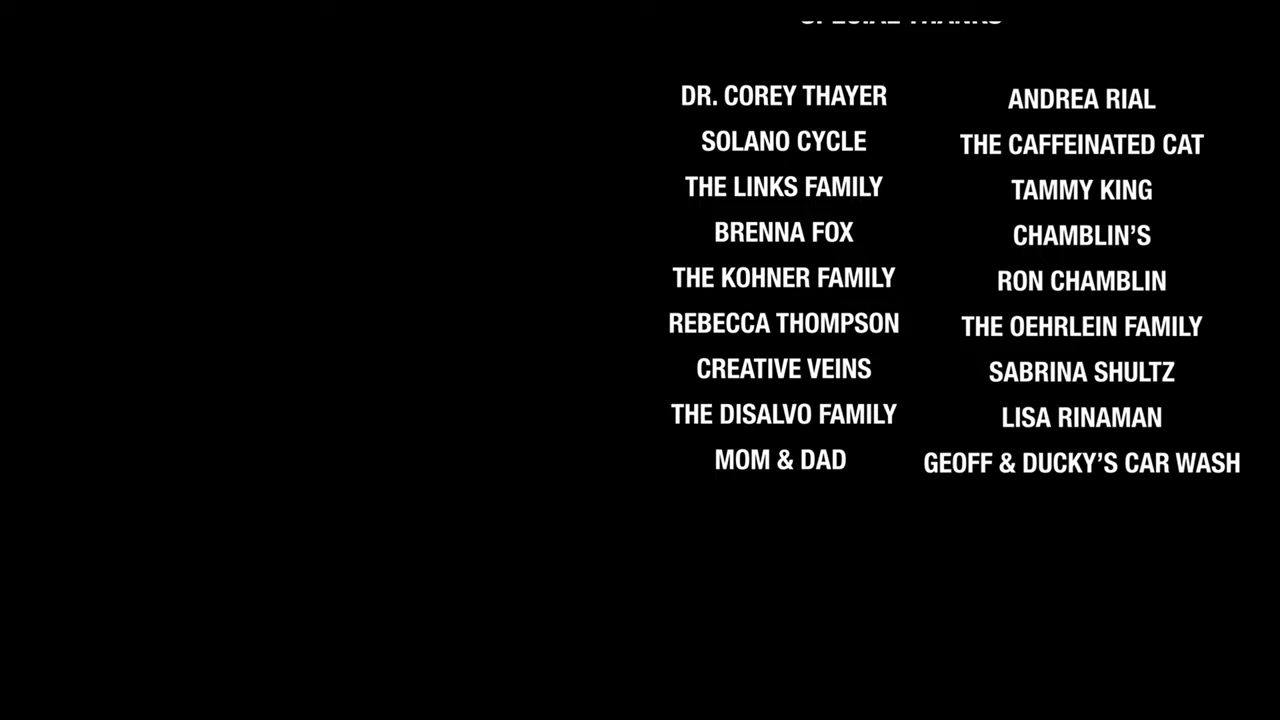 SPECIAL THANKS
DR. COREY THAYER
SOLANO CYCLE
THE LINKS FAMILY
BRENNA FOX
THE KOHNER FAMILY
REBECCA THOMPSON
CREATIVE VEINS
THE DISALVO FAMILY
MOM & DAD
ANDREA RIAL
THE CAFFEINATED CAT
TAMMY KING
CHAMBLIN’S
RON CHAMBLIN
THE OEHRLEIN FAMILY
SABRINA SHULTZ
LISA RINAMAN
GEOFF & DUCKY’S CAR WASH